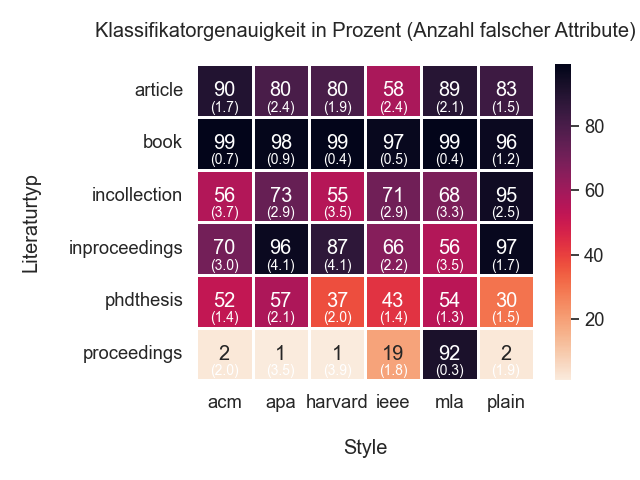 Klassifikatorgenauigkeit in Prozent (Anzahl falscher Attribute)
Literaturtyp
article 90 80 80 58 89 83
(1.7) (2.4) (1.9) (2.4) (2.1) (1.5)
book 99 98 99 97 99 96
(0.7) (0.9) (0.4) (0.5) (0.4) (1.2)
incollection 56 73 55 71 68 95
(3.7) (2.9) (3.5) (2.9) (3.3) (2.5)
inproceedings 70 96 87 66 56 97
(3.0) (4.1) (4.1) (2.2) (3.5) (1.7)
phdthesis 52 57 37 43 54 30
(1.4) (2.1) (2.0) (1.4) (1.3) (1.5)
proceedings 2 1 1 19 92 2
(2.0) (3.5) (3.9) (1.8) (0.3) (1.9)
acm apa harvard ieee mla plain
Style
80
60
40
20